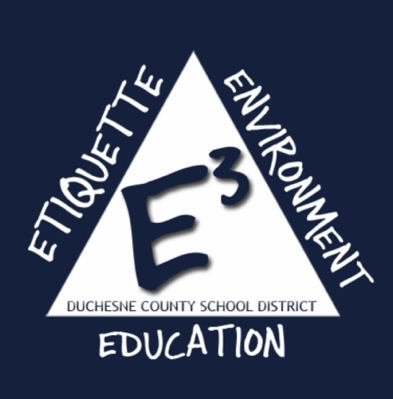 ETIQUETTE
ENVIRONMENT
E³
DUCHESNE COUNTY SCHOOL DISTRICT
EDUCATION